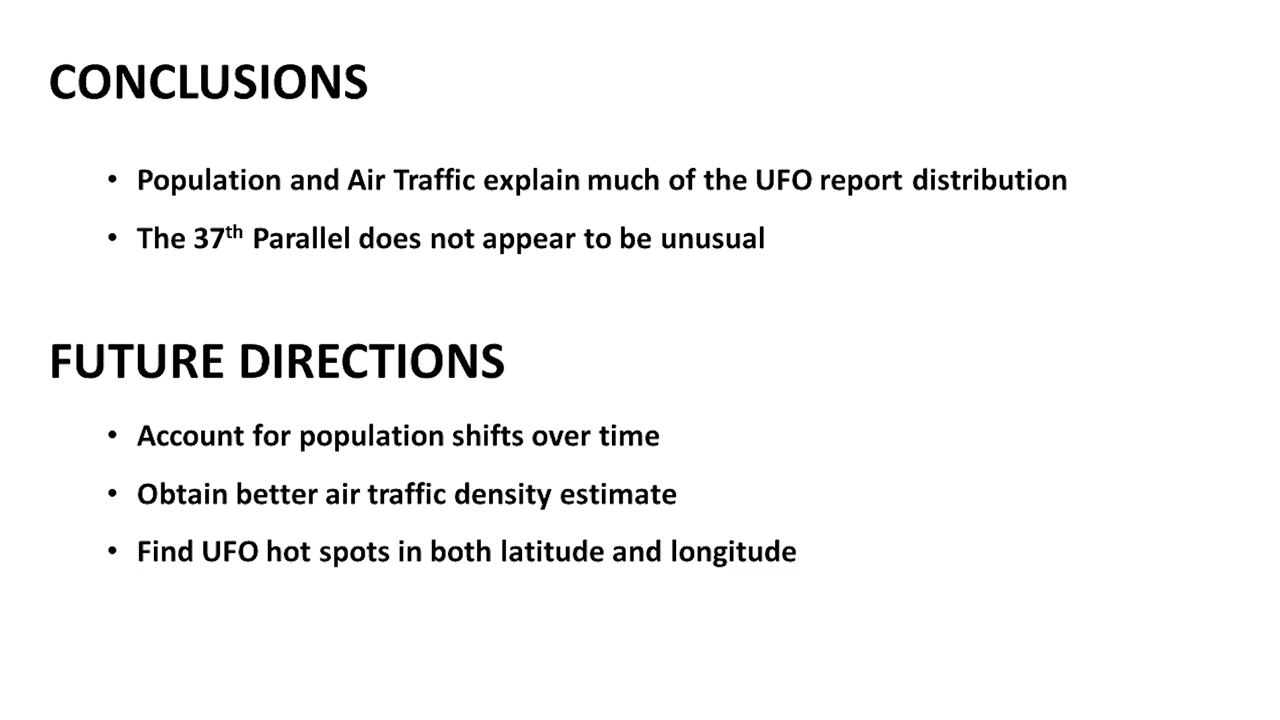 CONCLUSIONS
• Population and Air Traffic explain much of the UFO report distribution
• The 37th Parallel does not appear to be unusual
FUTURE DIRECTIONS
• Account for population shifts over time
• Obtain better air traffic density estimate
• Find UFO hot spots in both latitude and longitude